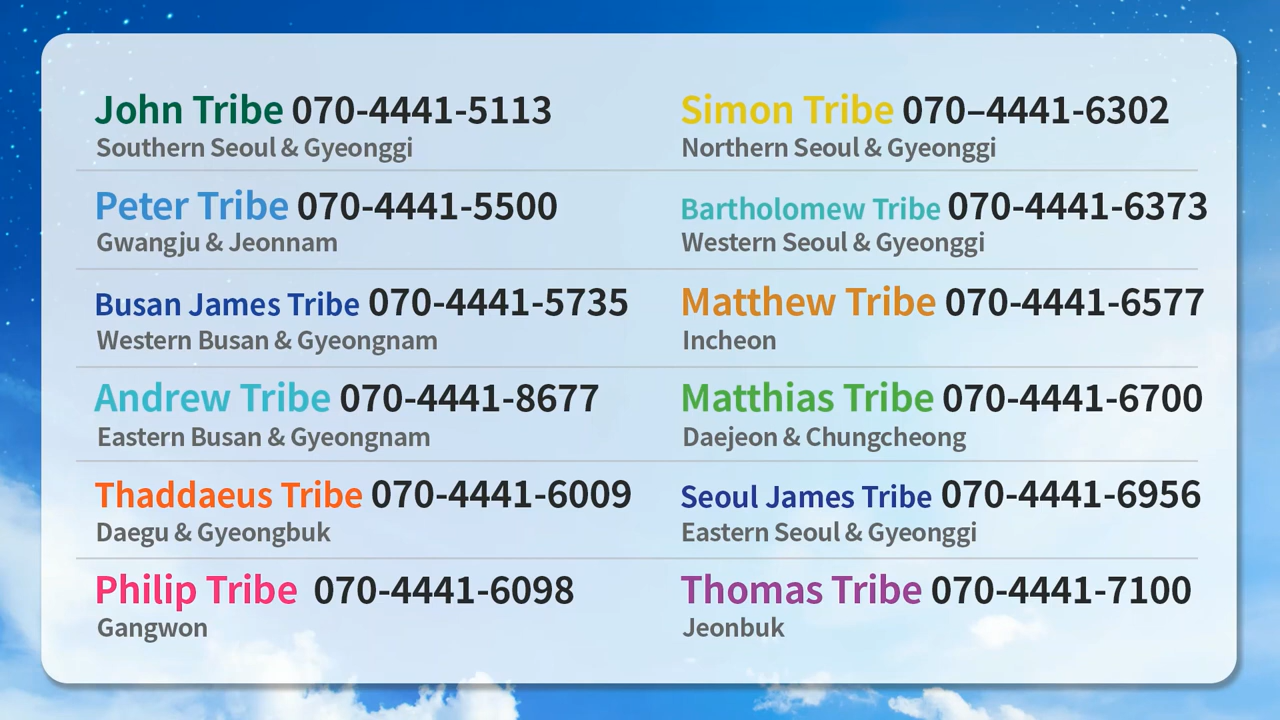 John Tribe 070-4441-5113
Southern Seoul & Gyeonggi
Peter Tribe 070-4441-5500
Gwangju & Jeonnam
Busan James Tribe 070-4441-5735
Western Busan & Gyeongnam
Andrew Tribe 070-4441-8677
Eastern Busan & Gyeongnam
Thaddaeus Tribe 070-4441-6009
Daegu & Gyeongbuk
Philip Tribe 070-4441-6098
Gangwon
Simon Tribe 070–4441-6302
Northern Seoul & Gyeonggi
Bartholomew Tribe 070-4441-6373
Western Seoul & Gyeonggi
Matthew Tribe 070-4441-6577
Incheon
Matthias Tribe 070-4441-6700
Daejeon & Chungcheong
Seoul James Tribe 070-4441-6956
Eastern Seoul & Gyeonggi
Thomas Tribe 070-4441-7100
Jeonbuk